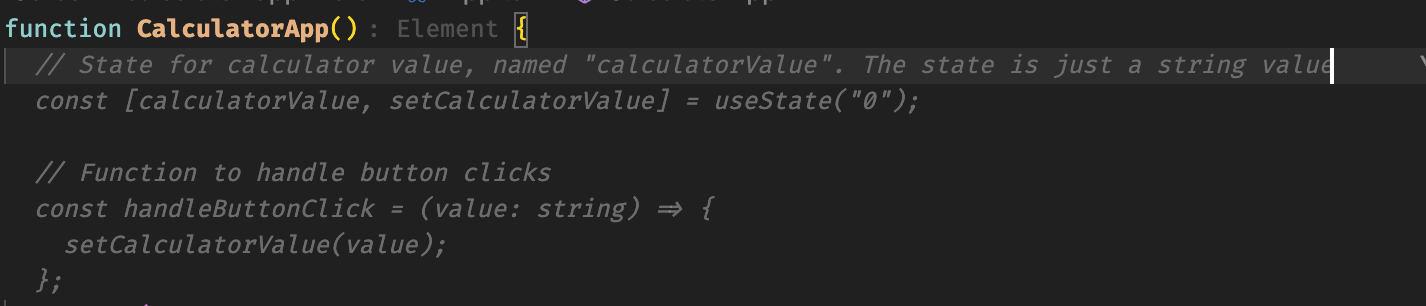 function CalculatorApp(): Element {
// State for calculator value, named "calculatorValue". The state is just a string value
const [calculatorValue, setCalculatorValue] = useState("0");
// Function to handle button clicks
const handleButtonClick = (value: string) => {
setCalculatorValue(value);
};